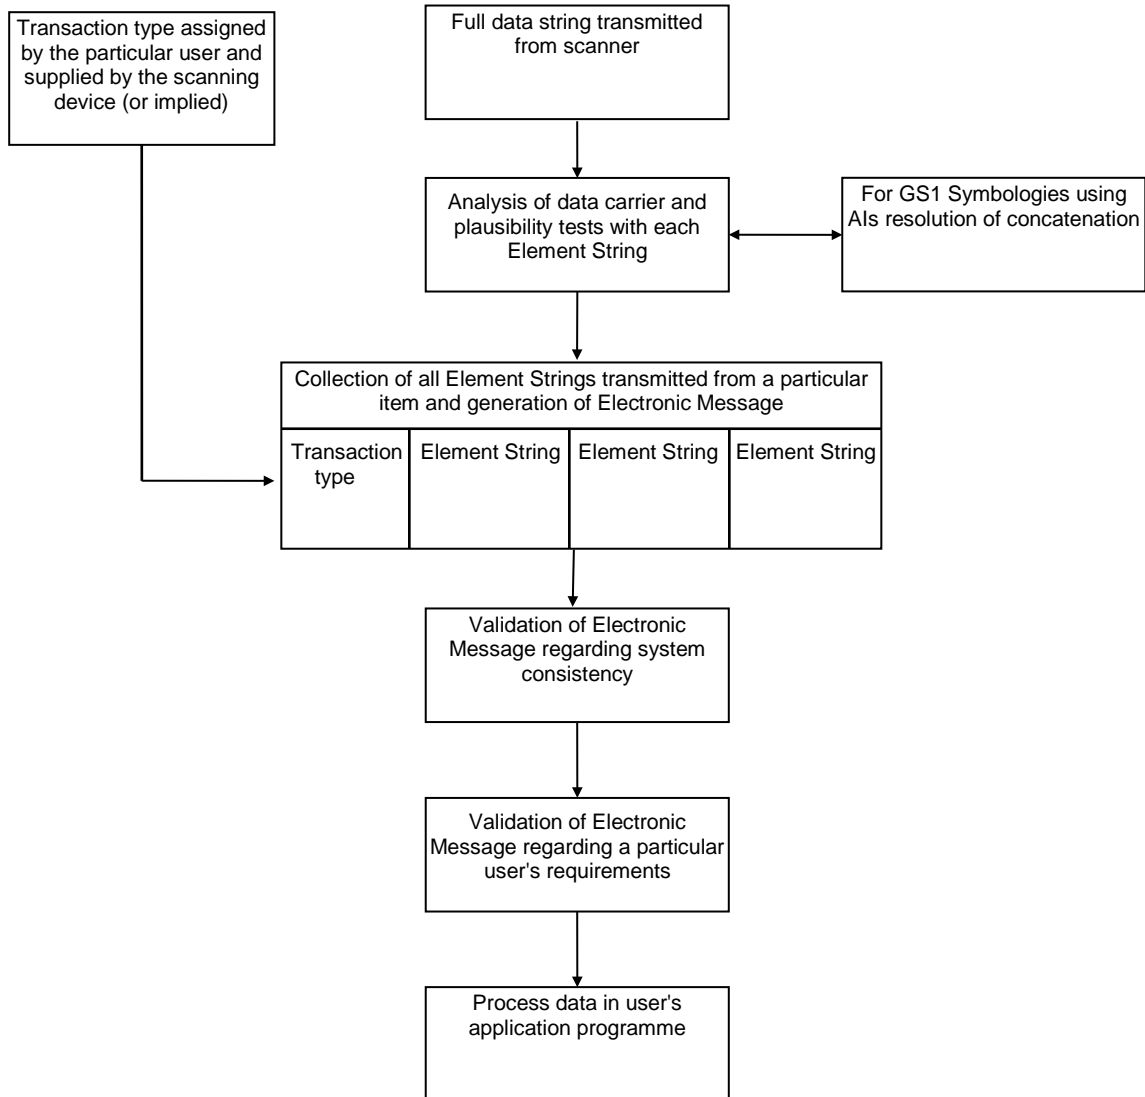 Transaction type assigned
by the particular user and
supplied by the scanning
device (or implied)
Full data string transmitted
from scanner
Analysis of data carrier and
plausibility tests with each
Element String
For GS1 Symbologies using
AIs resolution of concatenation
Collection of all Element Strings transmitted from a particular
item and generation of Electronic Message
Transaction
type
Element String
Element String
Element String
Validation of Electronic
Message regarding system
consistency
Validation of Electronic
Message regarding a particular
user's requirements
Process data in user's
application programme